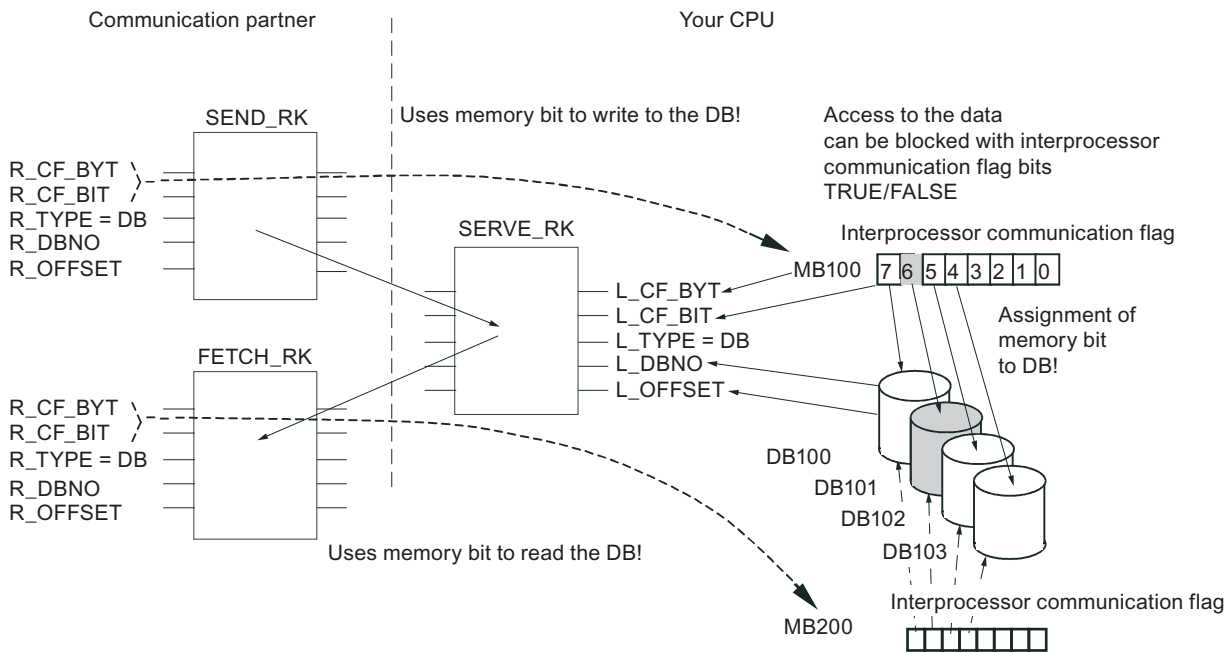 Communication partner
Your CPU
SEND_RK
Uses memory bit to write to the DB!
Access to the data
can be blocked with interprocessor
communication flag bits
TRUE/FALSE
R_CF_BYT
R_CF_BIT
R_TYPE = DB
R_DBNO
R_OFFSET
SERVE_RK
Interprocessor communication flag
MB100
7 6 5 4 3 2 1 0
L_CF_BYT
L_CF_BIT
L_TYPE = DB
L_DBNO
L_OFFSET
Assignment of
memory bit
to DB!
FETCH_RK
R_CF_BYT
R_CF_BIT
R_TYPE = DB
R_DBNO
R_OFFSET
DB100
DB101
DB102
DB103
Uses memory bit to read the DB!
Interprocessor communication flag
MB200